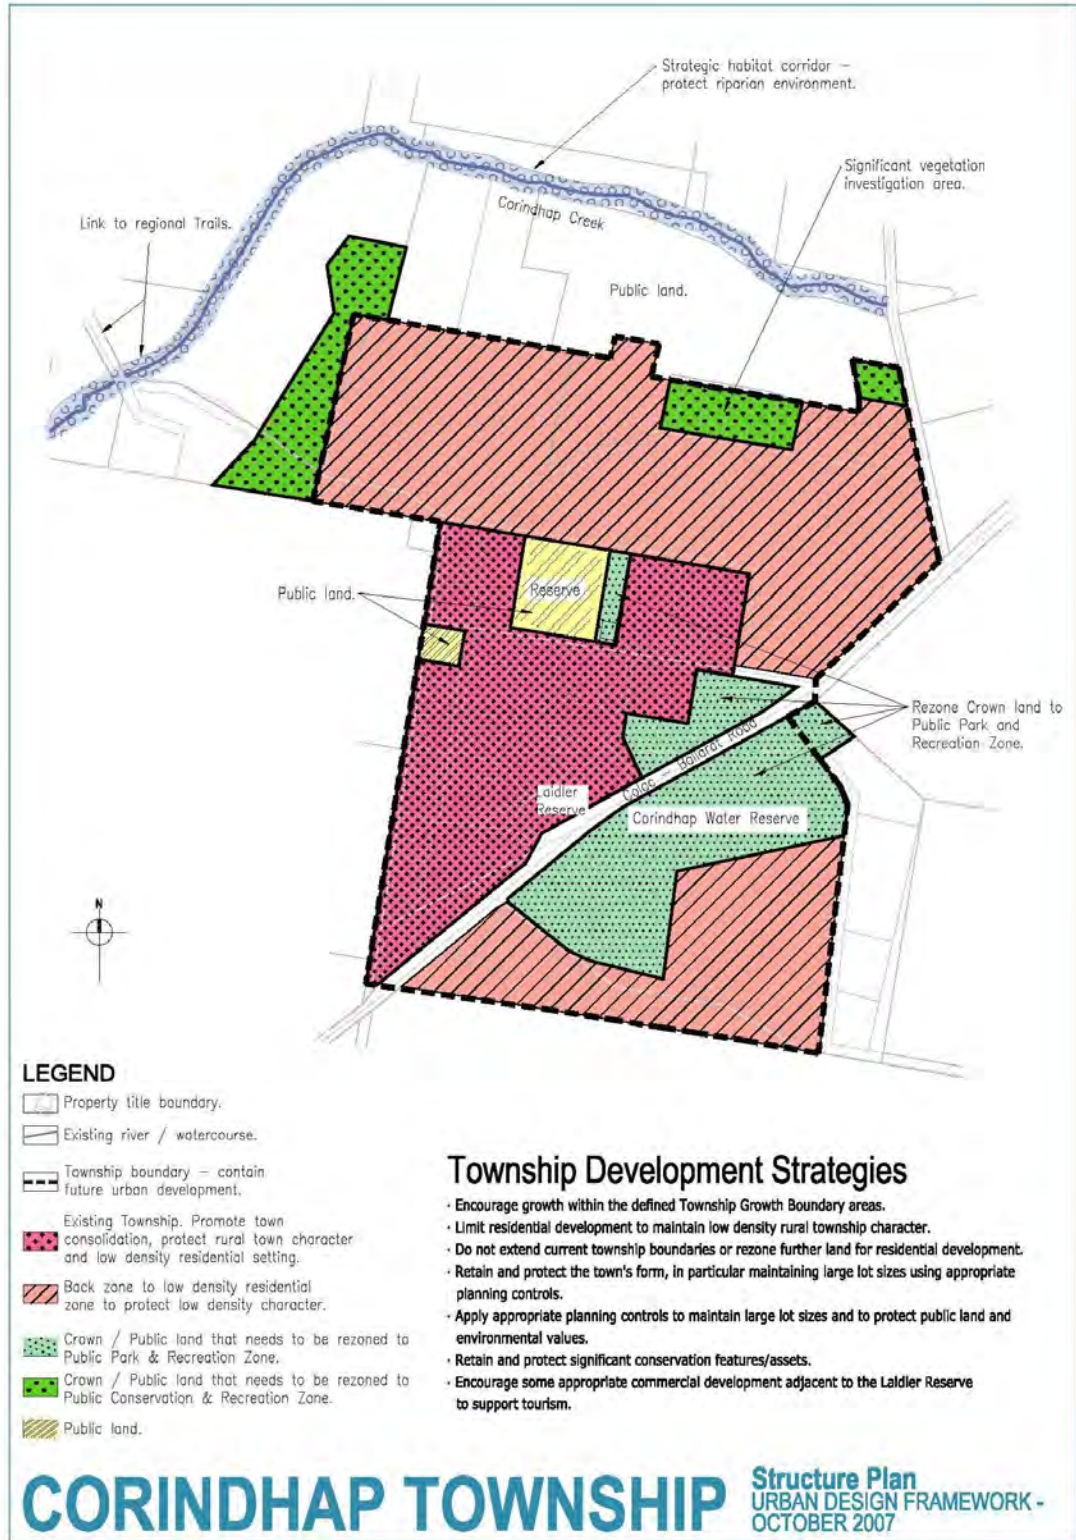 Strategic habitat corridor –
protect riparian environment.
Significant vegetation
investigation area.
Link to regional Trails.
Corindhap Creek
Public land.
Reserve
Public land.
Rezone Crown land to
Public Park and
Recreation Zone.
Colac – Ballarat Road
Laidler
Reserve
Corindhap Water Reserve
N
LEGEND
Property title boundary.
Existing river / watercourse.
Township boundary – contain
future urban development.
Existing Township. Promote town
consolidation, protect rural town character
and low density residential setting.
Back zone to low density residential
zone to protect low density character.
Crown / Public land that needs to be rezoned to
Public Park & Recreation Zone.
Crown / Public land that needs to be rezoned to
Public Conservation & Recreation Zone.
Public land.
Township Development Strategies
· Encourage growth within the defined Township Growth Boundary areas.
· Limit residential development to maintain low density rural township character.
· Do not extend current township boundaries or rezone further land for residential development.
· Retain and protect the town's form, in particular maintaining large lot sizes using appropriate
planning controls.
· Apply appropriate planning controls to maintain large lot sizes and to protect public land and
environmental values.
· Retain and protect significant conservation features/assets.
· Encourage some appropriate commercial development adjacent to the Laidler Reserve
to support tourism.
CORINDHAP TOWNSHIP
Structure Plan
URBAN DESIGN FRAMEWORK -
OCTOBER 2007